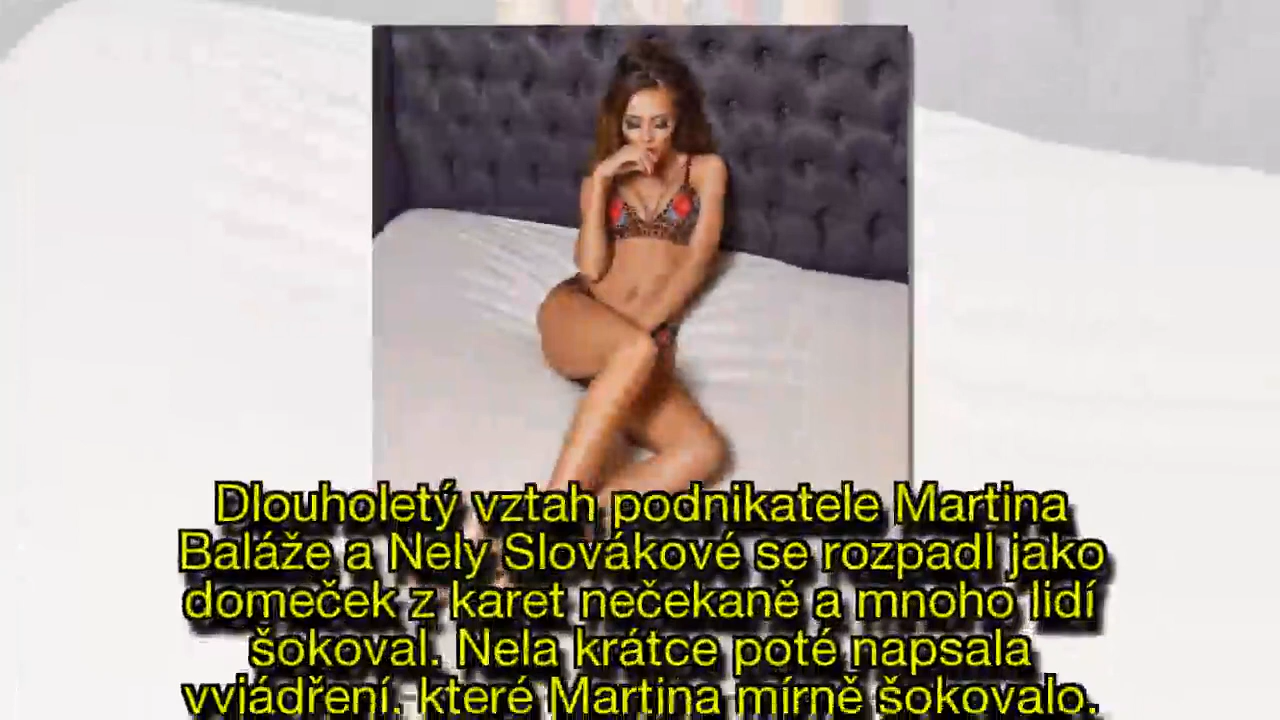 Dlouholetý vztah podnikatele Martina
Baláže a Nely Slovákové se rozpadl jako
domeček z karet nečekaně a mnoho lidí
šokoval. Nela krátce poté napsala
vyjádření, které Martina mírně šokovalo.